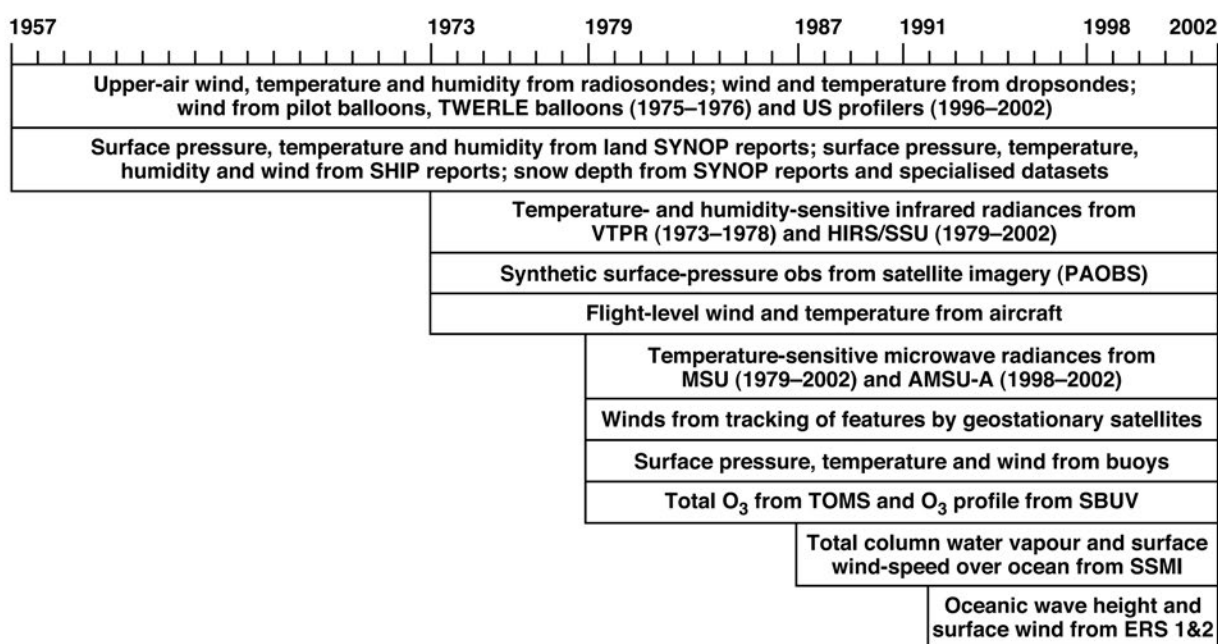 1957 1973 1979 1987 1991 1998 2002
Upper-air wind, temperature and humidity from radiosondes; wind and temperature from dropsondes;
wind from pilot balloons, TWERLE balloons (1975–1976) and US profilers (1996–2002)
Surface pressure, temperature and humidity from land SYNOP reports; surface pressure, temperature,
humidity and wind from SHIP reports; snow depth from SYNOP reports and specialised datasets
Temperature- and humidity-sensitive infrared radiances from
VTPR (1973–1978) and HIRS/SSU (1979–2002)
Synthetic surface-pressure obs from satellite imagery (PAOBS)
Flight-level wind and temperature from aircraft
Temperature-sensitive microwave radiances from
MSU (1979–2002) and AMSU-A (1998–2002)
Winds from tracking of features by geostationary satellites
Surface pressure, temperature and wind from buoys
Total O₃ from TOMS and O₃ profile from SBUV
Total column water vapour and surface
wind-speed over ocean from SSMI
Oceanic wave height and
surface wind from ERS 1&2